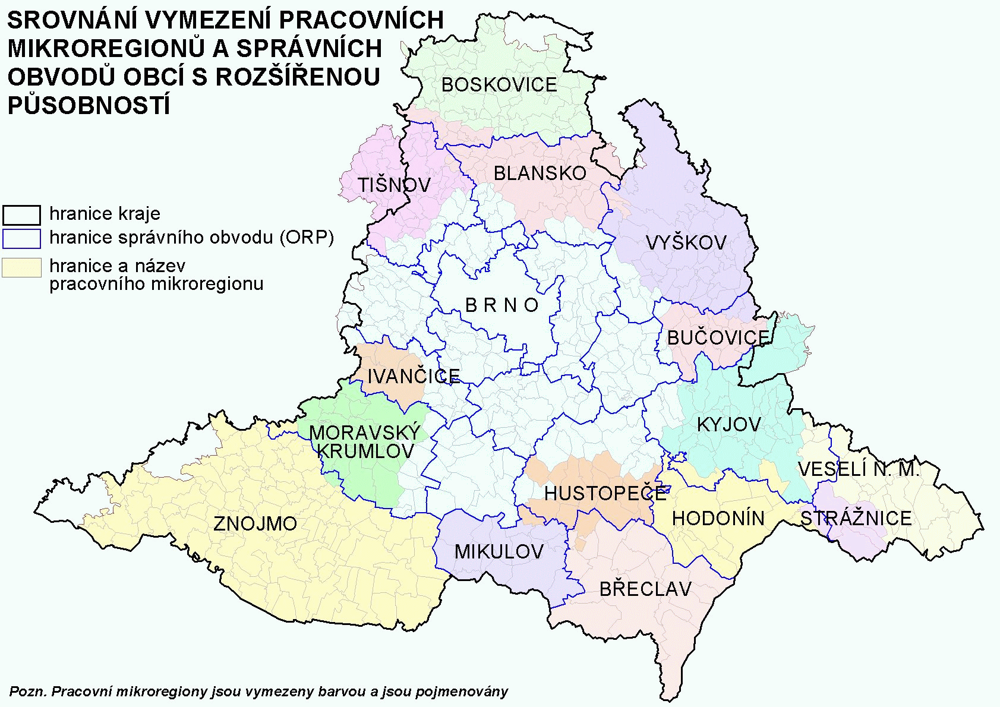 SROVNÁNÍ VYMEZENÍ PRACOVNÍCH
MIKROREGIONŮ A SPRÁVNÍCH
OBVODŮ OBCÍ S ROZŠÍŘENOU
PŮSOBNOSTÍ
BOSKOVICE
BLANSKO
TIŠNOV
hranice kraje
hranice správního obvodu (ORP)
hranice a název
pracovního mikroregionu
VYŠKOV
BRNO
BUČOVICE
IVANČICE
MORAVSKÝ
KRUMLOV
KYJOV
VESELÍ N. M.
HUSTOPEČE
HODONÍN
STRÁŽNICE
ZNOJMO
MIKULOV
BŘECLAV
Pozn. Pracovní mikroregiony jsou vymezeny barvou a jsou pojmenovány